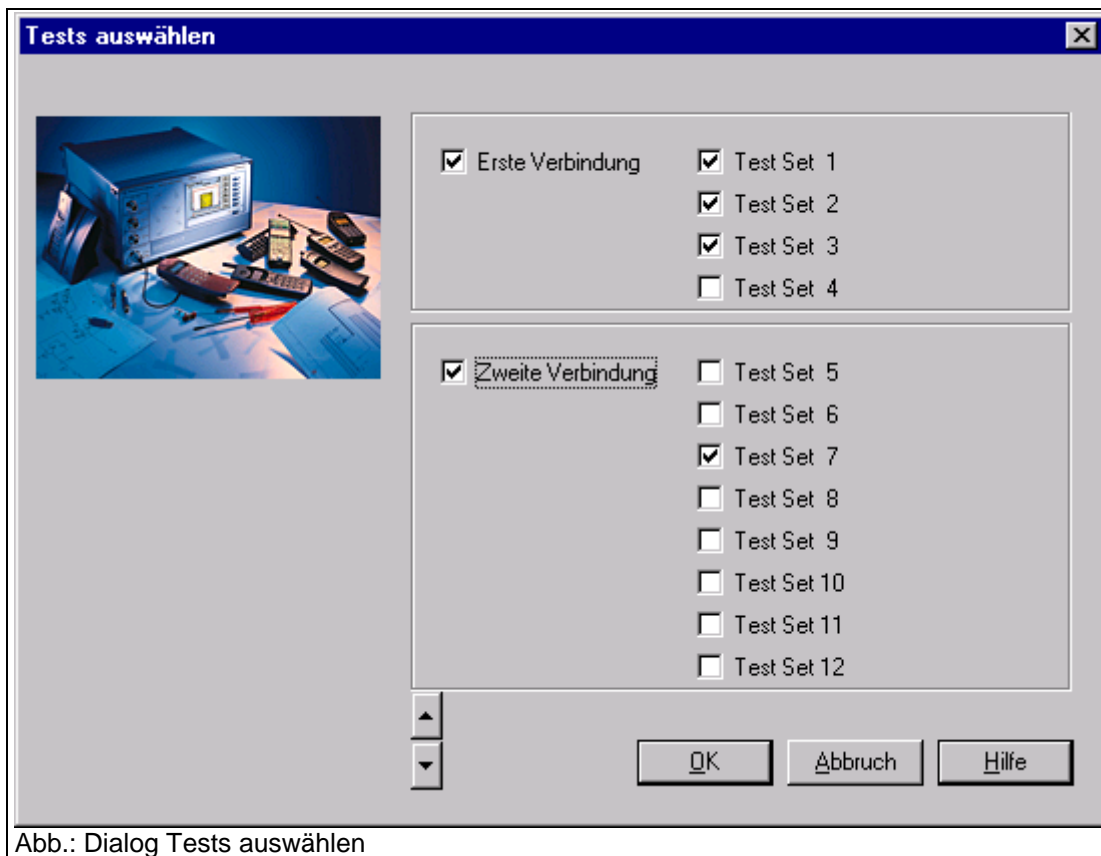 Tests auswählen
Erste Verbindung
Test Set 1
Test Set 2
Test Set 3
Test Set 4
Zweite Verbindung
Test Set 5
Test Set 6
Test Set 7
Test Set 8
Test Set 9
Test Set 10
Test Set 11
Test Set 12
OK
Abbruch
Hilfe
Abb.: Dialog Tests auswählen